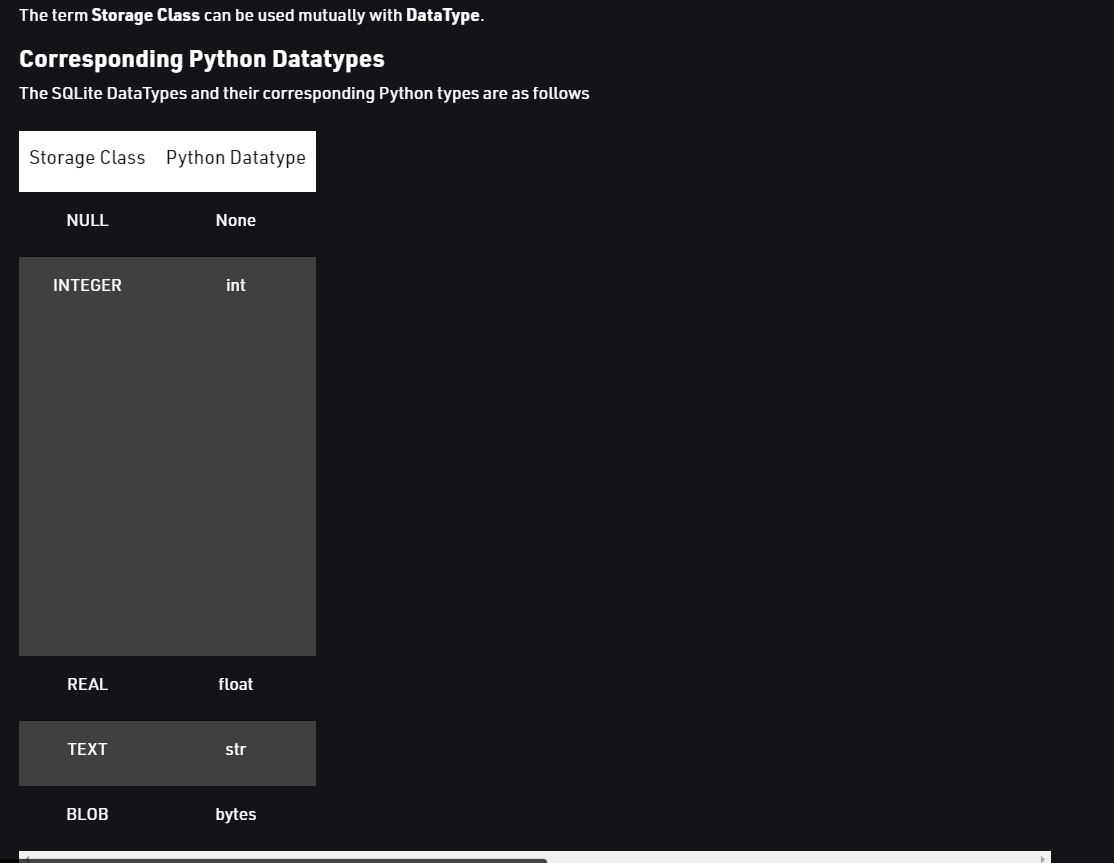 The term Storage Class can be used mutually with DataType.
Corresponding Python Datatypes
The SQLite DataTypes and their corresponding Python types are as follows
Storage Class Python Datatype
NULL None
INTEGER int
REAL float
TEXT str
BLOB bytes